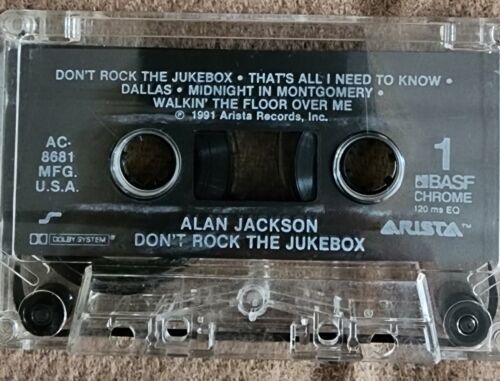 DON'T ROCK THE JUKEBOX • THAT'S ALL I NEED TO KNOW •
DALLAS • MIDNIGHT IN MONTGOMERY •
WALKIN' THE FLOOR OVER ME
℗ 1991 Arista Records, Inc.
AC-
8681
MFG.
U.S.A.
1
BASF
CHROME
120 ms EQ
DOLBY SYSTEM
ALAN JACKSON
DON'T ROCK THE JUKEBOX
ARISTA™